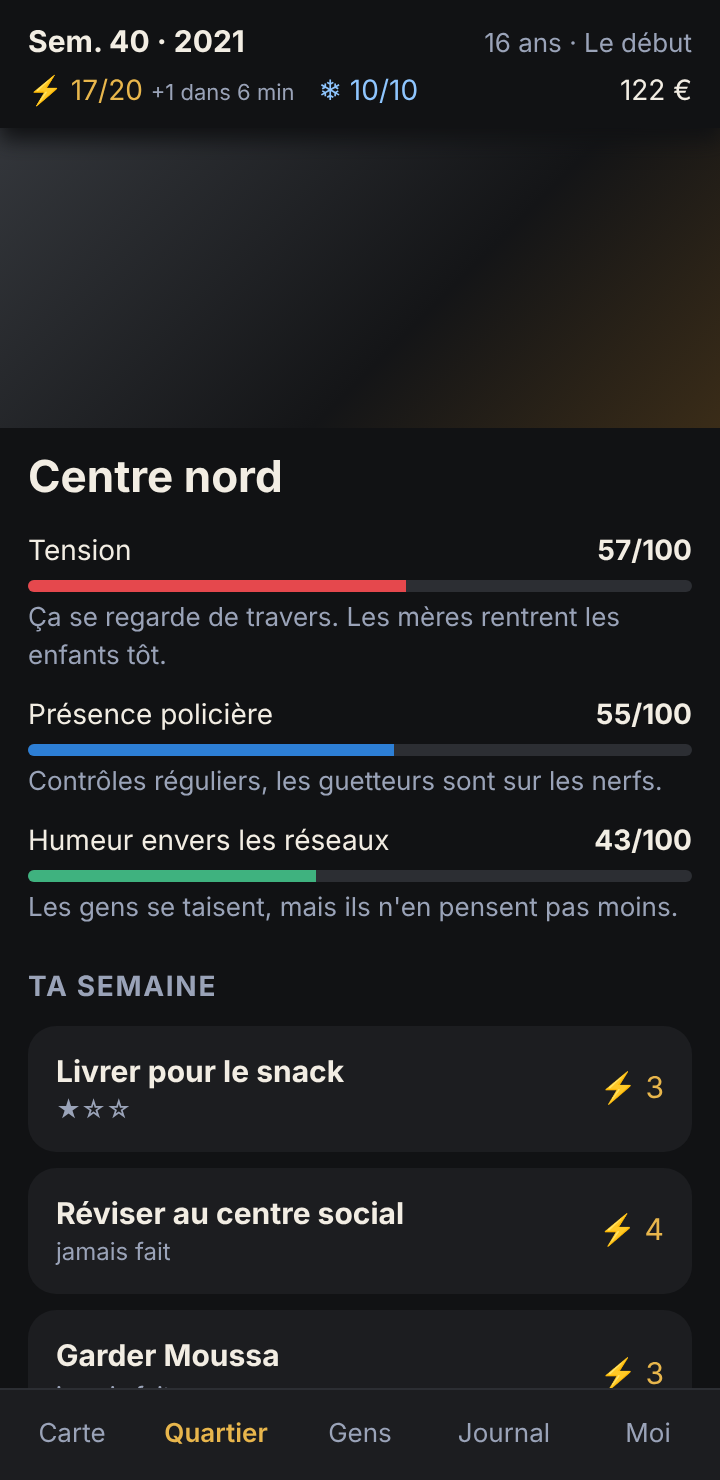 Sem. 40 · 2021
16 ans · Le début
⚡ 17/20 +1 dans 6 min ❄ 10/10 122 €
Centre nord
Tension 57/100
Ça se regarde de travers. Les mères rentrent les
enfants tôt.
Présence policière 55/100
Contrôles réguliers, les guetteurs sont sur les nerfs.
Humeur envers les réseaux 43/100
Les gens se taisent, mais ils n'en pensent pas moins.
TA SEMAINE
Livrer pour le snack ⚡ 3
★☆☆
Réviser au centre social ⚡ 4
jamais fait
Garder Moussa ⚡ 3
Carte Quartier Gens Journal Moi